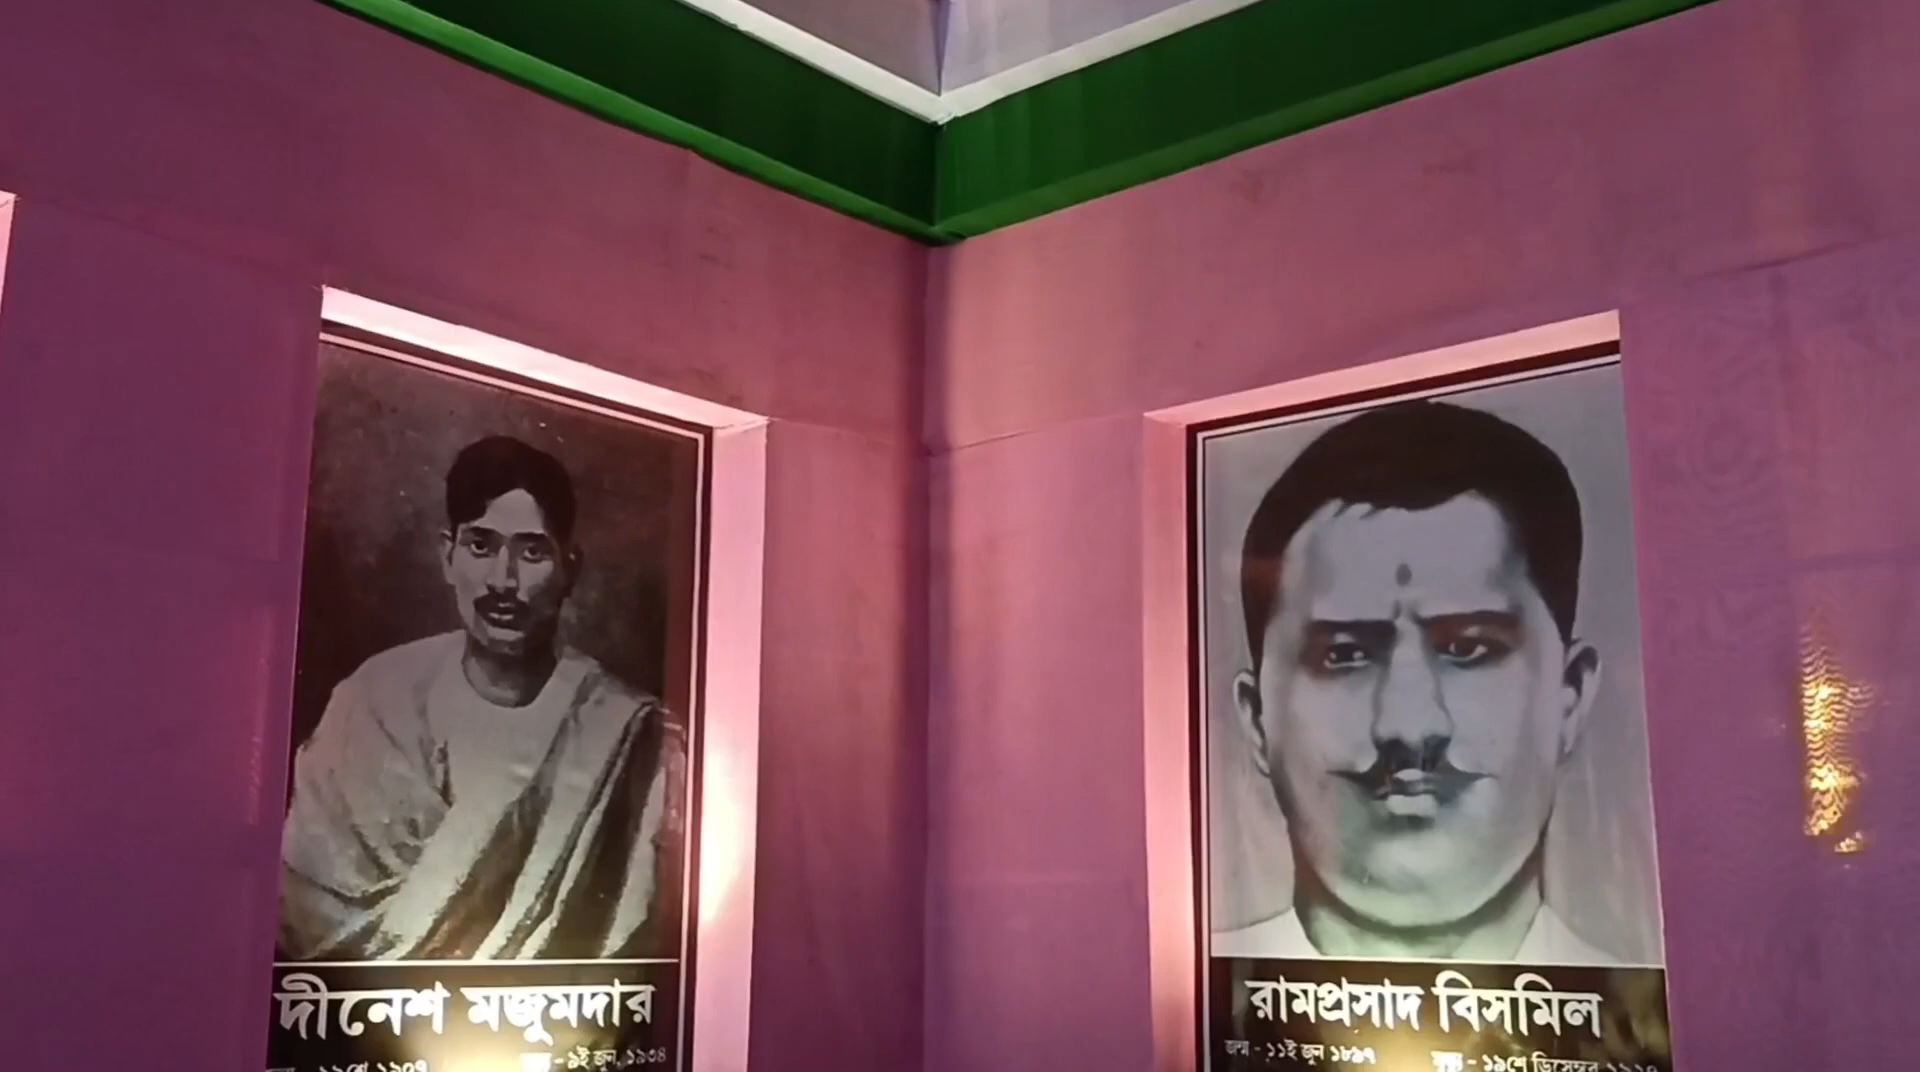 দীনেশ মজুমদার
- ৯ই জুন, ১৯৩৪
রামপ্রসাদ বিসমিল
জন্ম - ১১ই জুন ১৮৯৭ মৃত্যু - ১৯শে ডিসেম্বর